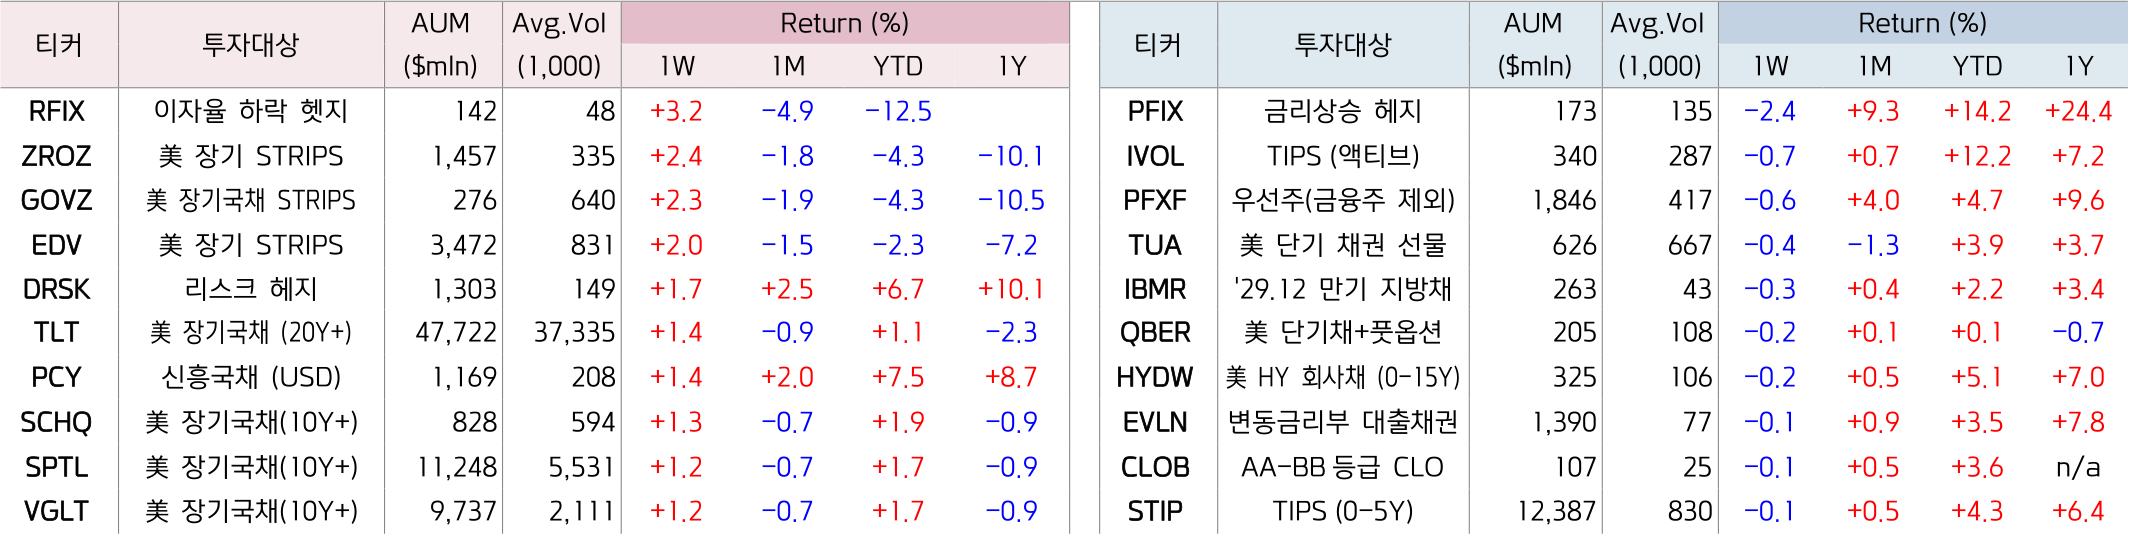 티커 투자대상 AUM ($mln) Avg.Vol (1,000) Return (%) 1W 1M YTD 1Y
RFIX 이자율 하락 헷지 142 48 +3.2 -4.9 -12.5
ZROZ 美 장기 STRIPS 1,457 335 +2.4 -1.8 -4.3 -10.1
GOVZ 美 장기국채 STRIPS 276 640 +2.3 -1.9 -4.3 -10.5
EDV 美 장기 STRIPS 3,472 831 +2.0 -1.5 -2.3 -7.2
DRSK 리스크 헤지 1,303 149 +1.7 +2.5 +6.7 +10.1
TLT 美 장기국채 (20Y+) 47,722 37,335 +1.4 -0.9 +1.1 -2.3
PCY 신흥국채 (USD) 1,169 208 +1.4 +2.0 +7.5 +8.7
SCHQ 美 장기국채(10Y+) 828 594 +1.3 -0.7 +1.9 -0.9
SPTL 美 장기국채(10Y+) 11,248 5,531 +1.2 -0.7 +1.7 -0.9
VGLT 美 장기국채(10Y+) 9,737 2,111 +1.2 -0.7 +1.7 -0.9
티커 투자대상 AUM ($mln) Avg.Vol (1,000) Return (%) 1W 1M YTD 1Y
PFIX 금리상승 헤지 173 135 -2.4 +9.3 +14.2 +24.4
IVOL TIPS (액티브) 340 287 -0.7 +0.7 +12.2 +7.2
PFXF 우선주(금융주 제외) 1,846 417 -0.6 +4.0 +4.7 +9.6
TUA 美 단기 채권 선물 626 667 -0.4 -1.3 +3.9 +3.7
IBMR '29.12 만기 지방채 263 43 -0.3 +0.4 +2.2 +3.4
QBER 美 단기채+풋옵션 205 108 -0.2 +0.1 +0.1 -0.7
HYDW 美 HY 회사채 (0-15Y) 325 106 -0.2 +0.5 +5.1 +7.0
EVLN 변동금리부 대출채권 1,390 77 -0.1 +0.9 +3.5 +7.8
CLOB AA-BB등급 CLO 107 25 -0.1 +0.5 +3.6 n/a
STIP TIPS (0-5Y) 12,387 830 -0.1 +0.5 +4.3 +6.4